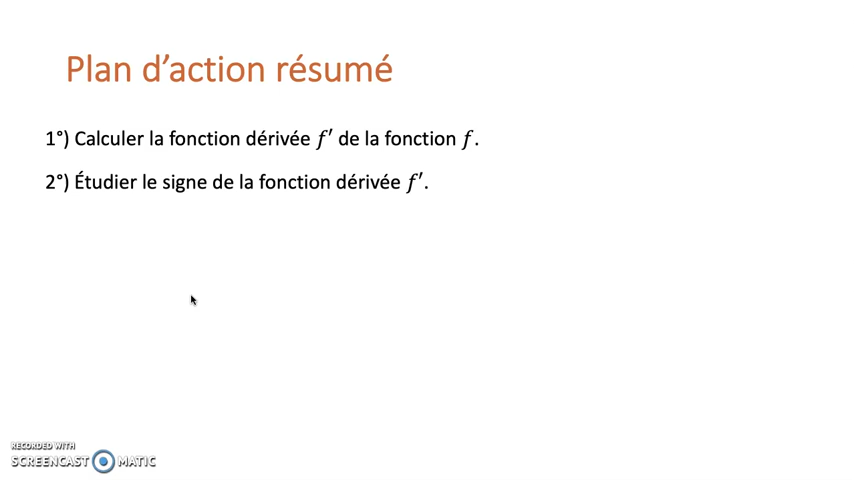 Plan d’action résumé
1°) Calculer la fonction dérivée f′ de la fonction f.
2°) Étudier le signe de la fonction dérivée f′.
RECORDED WITH
SCREENCAST MATIC